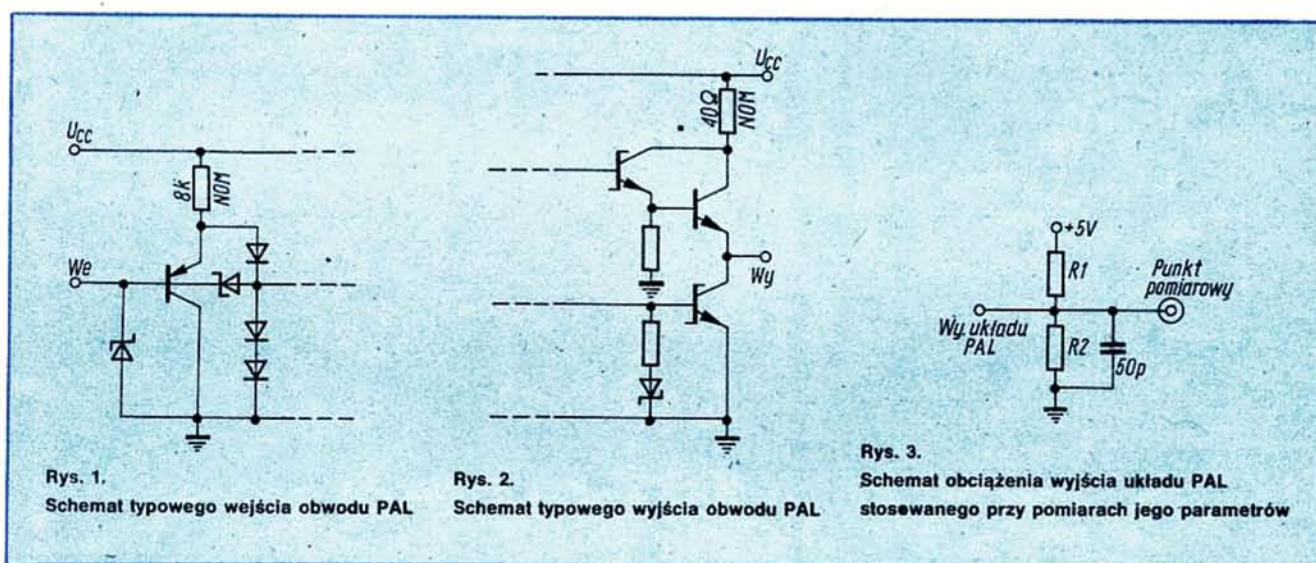 Ucc
8k
NOM
We
Rys. 1.
Schemat typowego wejścia obwodu PAL
Ucc
40Ω
NOM
Wy
Rys. 2.
Schemat typowego wyjścia obwodu PAL
+5V
R1
Punkt
pomiarowy
Wy. układu
PAL
R2
50p
Rys. 3.
Schemat obciążenia wyjścia układu PAL
stosowanego przy pomiarach jego parametrów